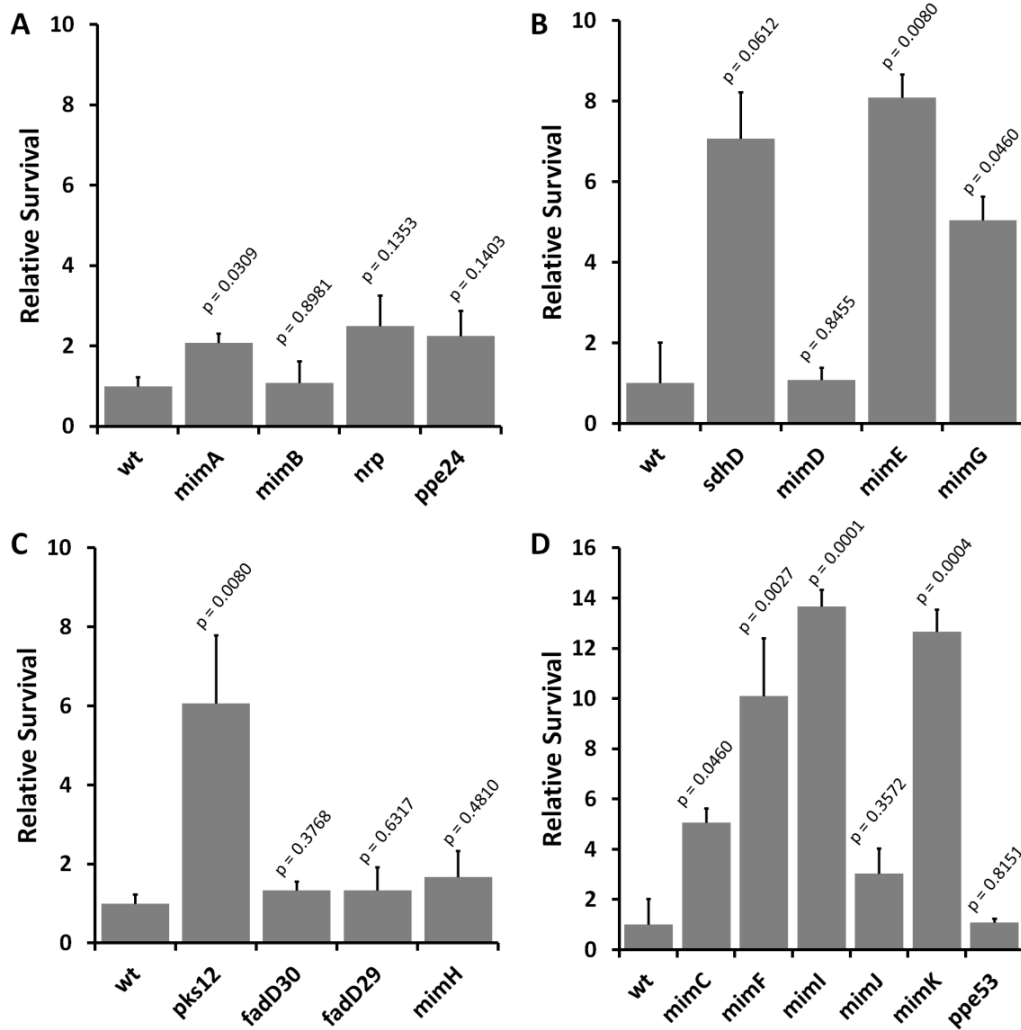 A
10
8
6
4
2
0
Relative Survival
p = 0.0309
p = 0.8981
p = 0.1353
p = 0.1403
wt
mimA
mimB
nrp
ppe24
B
10
8
6
4
2
0
Relative Survival
p = 0.0612
p = 0.8455
p = 0.0080
p = 0.0460
wt
sdhD
mimD
mimE
mimG
C
10
8
6
4
2
0
Relative Survival
p = 0.0080
p = 0.3768
p = 0.6317
p = 0.4810
wt
pks12
fadD30
fadD29
mimH
D
16
14
12
10
8
6
4
2
0
Relative Survival
p = 0.0460
p = 0.0027
p = 0.0001
p = 0.3572
p = 0.0004
p = 0.8151
wt
mimC
mimF
mimI
mimJ
mimK
ppe53